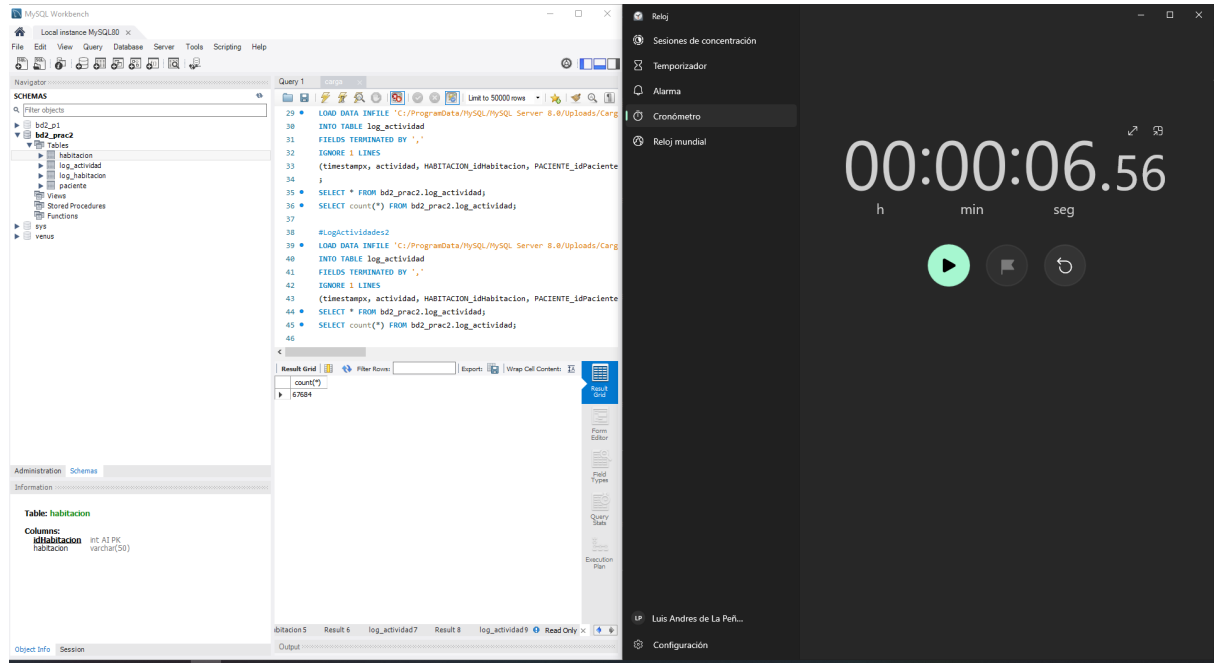 MySQL Workbench
Local instance MySQL80 ×
File Edit View Query Database Server Tools Scripting Help
Navigator
SCHEMAS
Filter objects
bd2_p1
bd2_prac2
Tables
habitacion
log_actividad
log_habitacion
paciente
Views
Stored Procedures
Functions
sys
venus
Administration Schemas
Information
Table: habitacion
Columns:
idHabitacion int AI PK
habitacion varchar(50)
Object Info Session
Query 1 carga ×
Limit to 50000 rows
29 LOAD DATA INFILE 'C:/ProgramData/MySQL/MySQL Server 8.0/Uploads/Carg
30 INTO TABLE log_actividad
31 FIELDS TERMINATED BY ','
32 IGNORE 1 LINES
33 (timestampx, actividad, HABITACION_idHabitacion, PACIENTE_idPaciente
34 ;
35 SELECT * FROM bd2_prac2.log_actividad;
36 SELECT count(*) FROM bd2_prac2.log_actividad;
37
38 #LogActividades2
39 LOAD DATA INFILE 'C:/ProgramData/MySQL/MySQL Server 8.0/Uploads/Carg
40 INTO TABLE log_actividad
41 FIELDS TERMINATED BY ','
42 IGNORE 1 LINES
43 (timestampx, actividad, HABITACION_idHabitacion, PACIENTE_idPaciente
44 SELECT * FROM bd2_prac2.log_actividad;
45 SELECT count(*) FROM bd2_prac2.log_actividad;
46
Result Grid Filter Rows: Export: Wrap Cell Content:
count(*)
67684
Result
Grid
Form
Editor
Field
Types
Query
Stats
Execution
Plan
bitacion5 Result 6 log_actividad7 Result 8 log_actividad9 Read Only ×
Output
Reloj
Sesiones de concentración
Temporizador
Alarma
Cronómetro
Reloj mundial
00:00:06.56
h min seg
LP Luis Andres de La Peñ...
Configuración